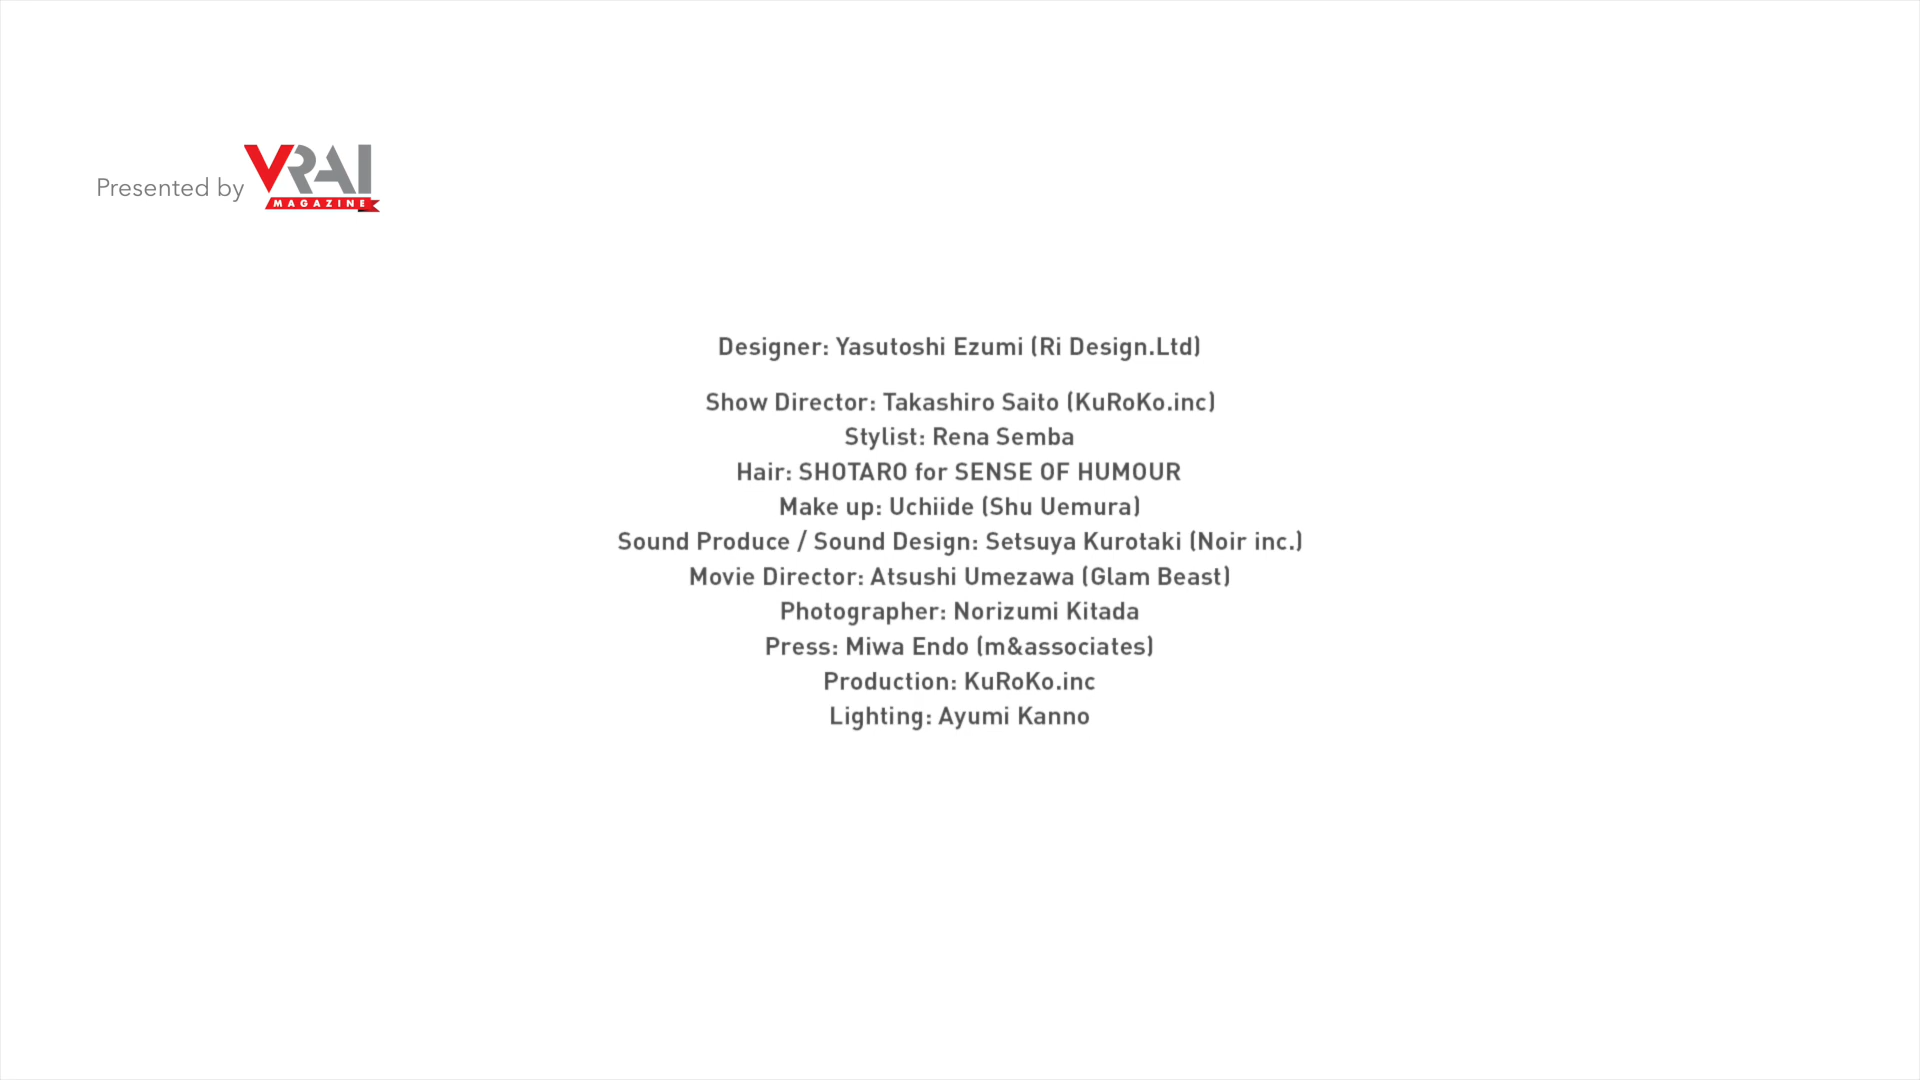 Presented by VRAI
MAGAZINE
Designer: Yasutoshi Ezumi (Ri Design.Ltd)
Show Director: Takashiro Saito (KuRoKo.inc)
Stylist: Rena Semba
Hair: SHOTARO for SENSE OF HUMOUR
Make up: Uchiide (Shu Uemura)
Sound Produce / Sound Design: Setsuya Kurotaki (Noir inc.)
Movie Director: Atsushi Umezawa (Glam Beast)
Photographer: Norizumi Kitada
Press: Miwa Endo (m&associates)
Production: KuRoKo.inc
Lighting: Ayumi Kanno